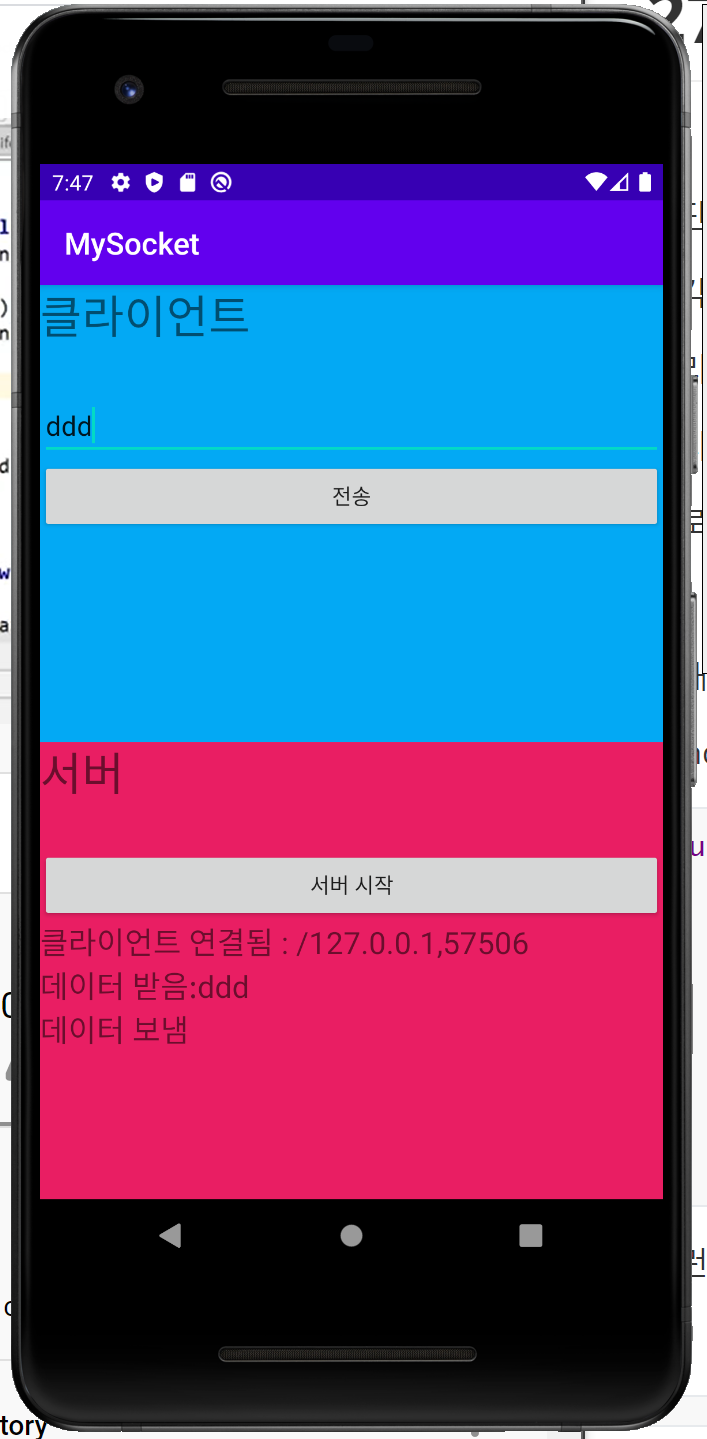 7:47
MySocket
클라이언트
ddd
전송
서버
서버 시작
클라이언트 연결됨 : /127.0.0.1,57506
데이터 받음:ddd
데이터 보냄
tory